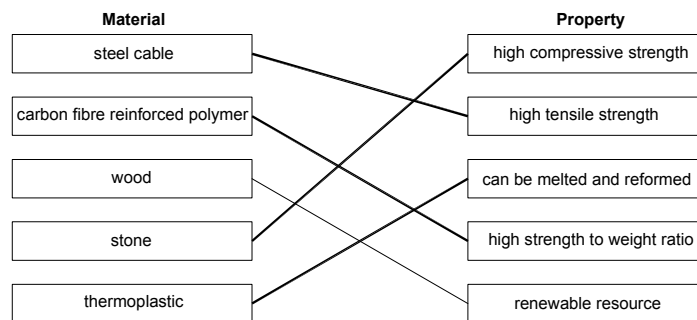 Material
Property
steel cable
high compressive strength
carbon fibre reinforced polymer
high tensile strength
wood
can be melted and reformed
stone
high strength to weight ratio
thermoplastic
renewable resource